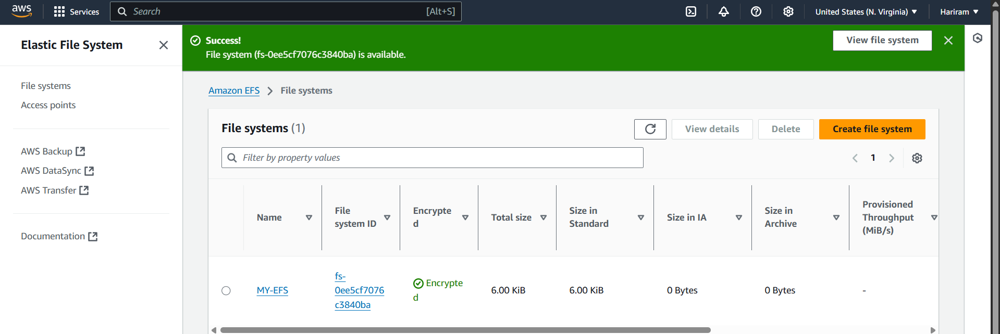 aws
Services
Search
[Alt+S]
United States (N. Virginia)
Hariram
Elastic File System
File systems
Access points
AWS Backup
AWS DataSync
AWS Transfer
Documentation
Success!
File system (fs-0ee5cf7076c3840ba) is available.
View file system
Amazon EFS
File systems
File systems (1)
View details
Delete
Create file system
Filter by property values
1
Name
File
system ID
Encrypte
d
Total size
Size in
Standard
Size in IA
Size in
Archive
Provisioned
Throughput
(MiB/s)
MY-EFS
fs-
0ee5cf7076
c3840ba
Encrypte
d
6.00 KiB
6.00 KiB
0 Bytes
0 Bytes
-